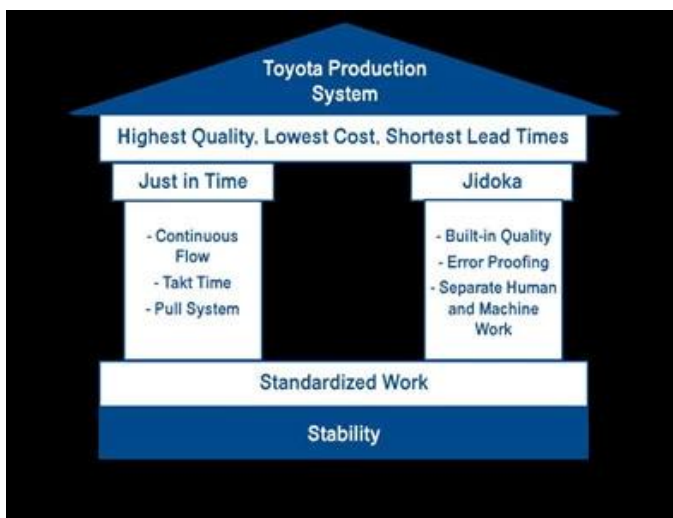 Toyota Production
System
Highest Quality, Lowest Cost, Shortest Lead Times
Just in Time
Jidoka
- Continuous
Flow
- Takt Time
- Pull System
- Built-in Quality
- Error Proofing
- Separate Human
and Machine
Work
Standardized Work
Stability